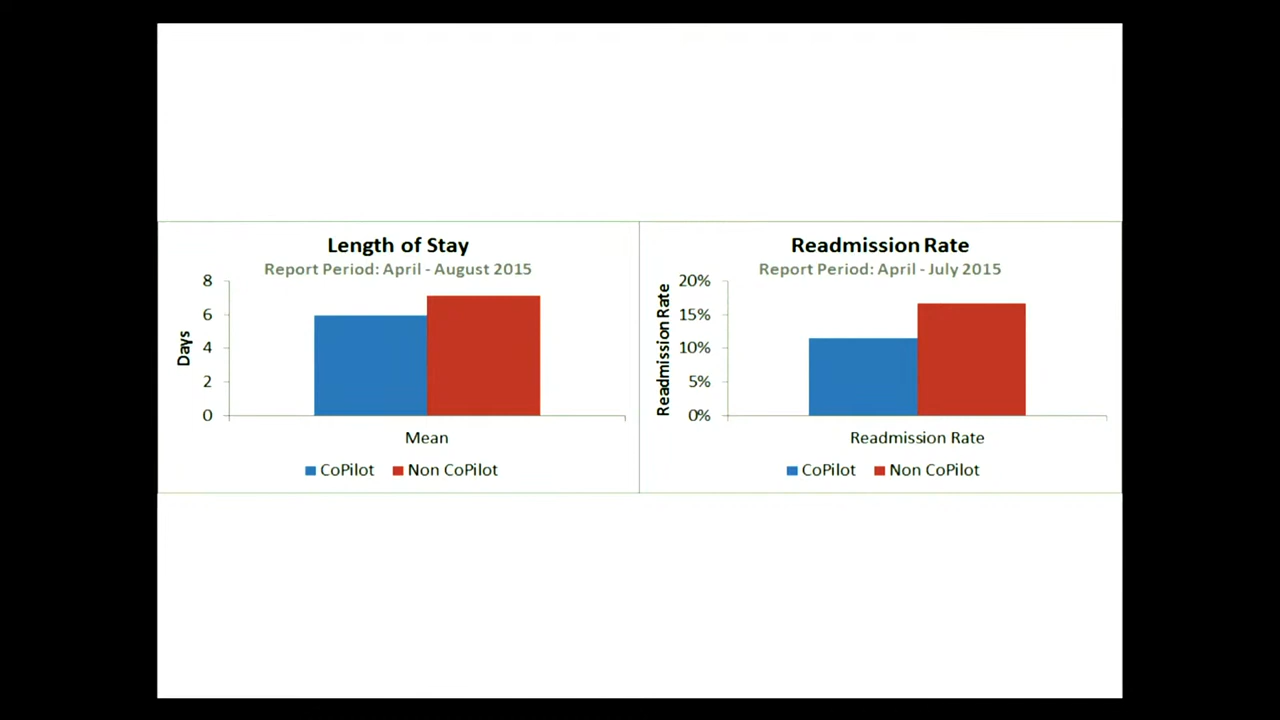 Length of Stay
Report Period: April - August 2015
8
6
4
2
0
Days
Mean
CoPilot
Non CoPilot
Readmission Rate
Report Period: April - July 2015
20%
15%
10%
5%
0%
Readmission Rate
Readmission Rate
CoPilot
Non CoPilot